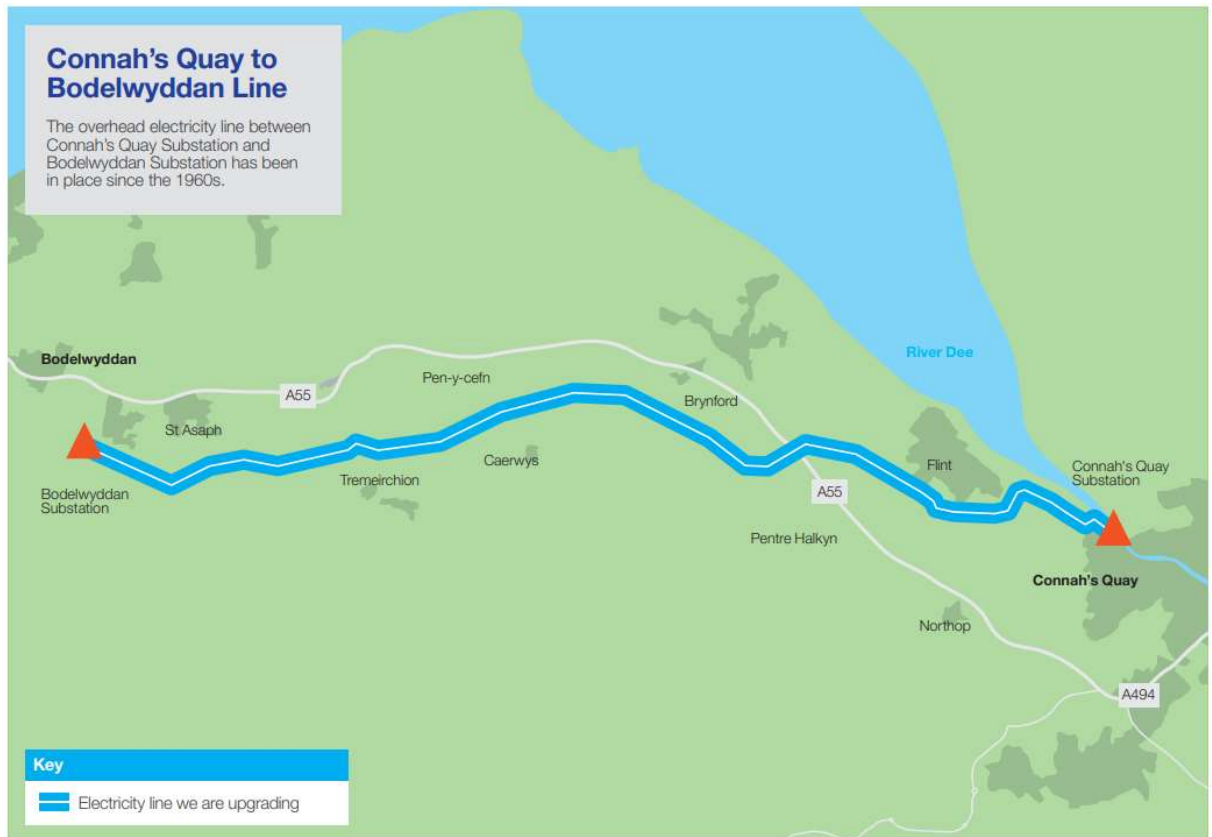 Connah's Quay to
Bodelwyddan Line
The overhead electricity line between
Connah's Quay Substation and
Bodelwyddan Substation has been
in place since the 1960s.
Bodelwyddan
River Dee
Pen-y-cefn
A55
Brynford
St Asaph
Caerwys
Flint
Connah's Quay
Substation
Tremeirchion
Bodelwyddan
Substation
A55
Pentre Halkyn
Connah's Quay
Northop
A494
Key
Electricity line we are upgrading